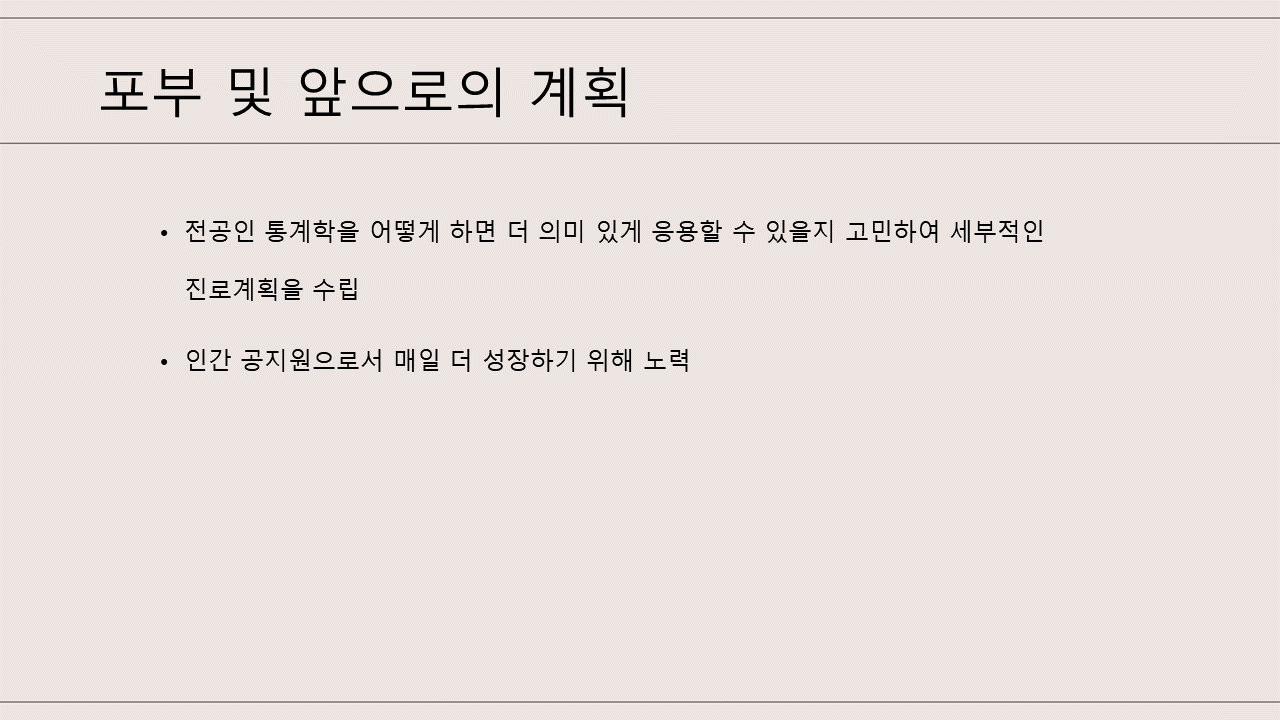 포부 및 앞으로의 계획
• 전공인 통계학을 어떻게 하면 더 의미 있게 응용할 수 있을지 고민하여 세부적인
진로계획을 수립
• 인간 공지원으로서 매일 더 성장하기 위해 노력